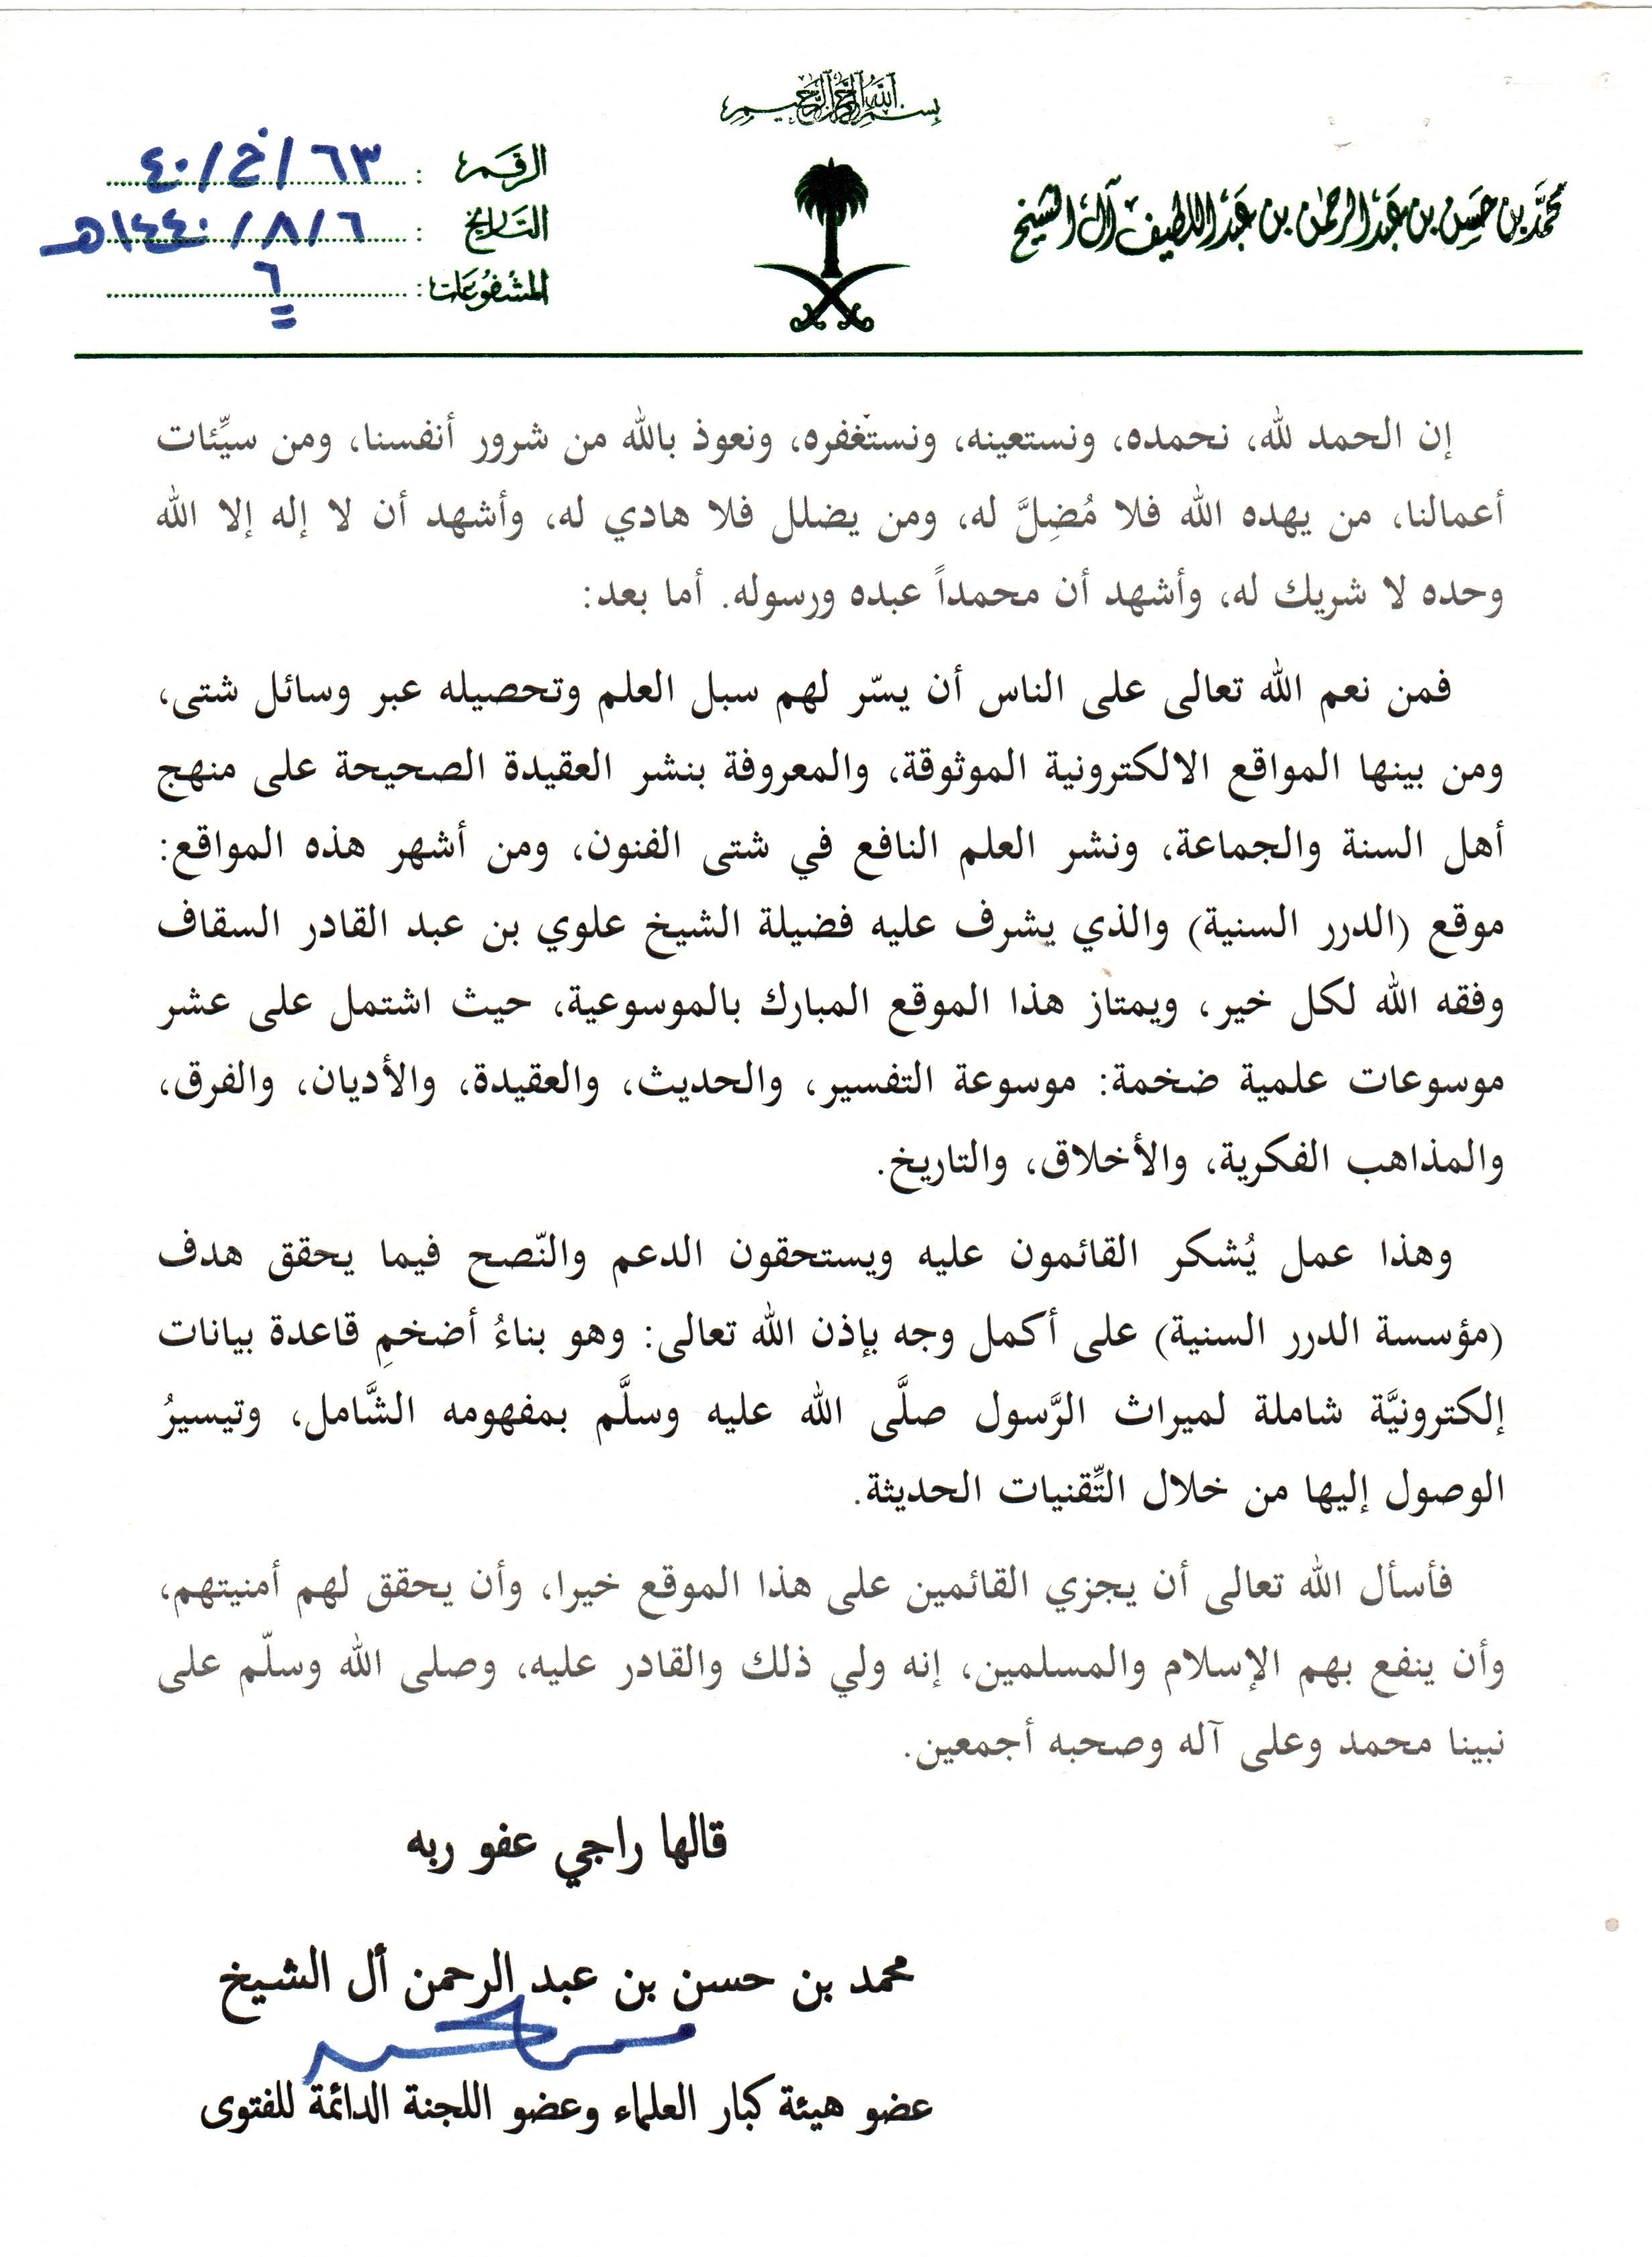 بسم الله الرحمن الرحيم
محمد بن حسن بن عبد الرحمن بن عبد اللطيف آل الشيخ
الرقم : ٦٣ / خ / ٤٠
التاريخ : ٦ / ٨ / ١٤٤٠هـ
المشفوعات : ٦
إن الحمد لله، نحمده، ونستعينه، ونستغفره، ونعوذ بالله من شرور أنفسنا، ومن سيِّئات
أعمالنا، من يهده الله فلا مُضِلَّ له، ومن يضلل فلا هادي له، وأشهد أن لا إله إلا الله
وحده لا شريك له، وأشهد أن محمداً عبده ورسوله. أما بعد:
فمن نعم الله تعالى على الناس أن يسّر لهم سبل العلم وتحصيله عبر وسائل شتى،
ومن بينها المواقع الالكترونية الموثوقة، والمعروفة بنشر العقيدة الصحيحة على منهج
أهل السنة والجماعة، ونشر العلم النافع في شتى الفنون، ومن أشهر هذه المواقع:
موقع (الدرر السنية) والذي يشرف عليه فضيلة الشيخ علوي بن عبد القادر السقاف
وفقه الله لكل خير، ويمتاز هذا الموقع المبارك بالموسوعية، حيث اشتمل على عشر
موسوعات علمية ضخمة: موسوعة التفسير، والحديث، والعقيدة، والأديان، والفرق،
والمذاهب الفكرية، والأخلاق، والتاريخ.
وهذا عمل يُشكر القائمون عليه ويستحقون الدعم والنّصح فيما يحقق هدف
(مؤسسة الدرر السنية) على أكمل وجه بإذن الله تعالى: وهو بناءُ أضخمِ قاعدة بيانات
إلكترونيَّة شاملة لميراث الرَّسول صلَّى الله عليه وسلَّم بمفهومه الشَّامل، وتيسيرُ
الوصول إليها من خلال التِّقنيات الحديثة.
فأسأل الله تعالى أن يجزي القائمين على هذا الموقع خيرا، وأن يحقق لهم أمنيتهم،
وأن ينفع بهم الإسلام والمسلمين، إنه ولي ذلك والقادر عليه، وصلى الله وسلّم على
نبينا محمد وعلى آله وصحبه أجمعين.
قالها راجي عفو ربه
محمد بن حسن بن عبد الرحمن أل الشيخ
عضو هيئة كبار العلماء وعضو اللجنة الدائمة للفتوى